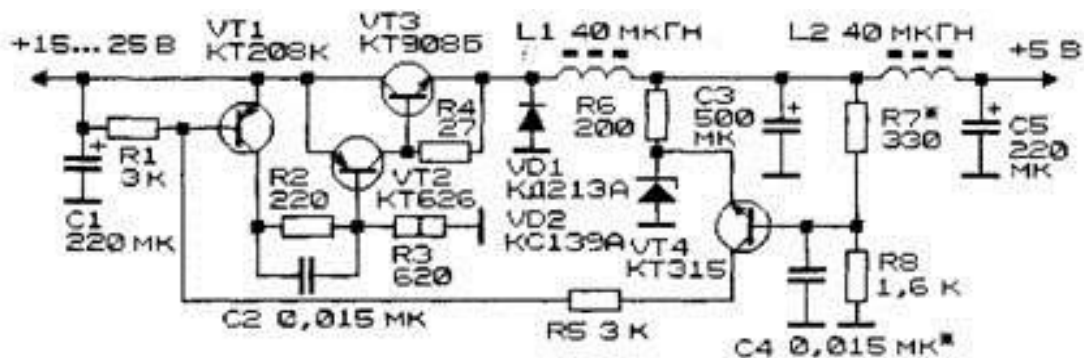 +15...25 В
VT1
КТ208К
VT3
КТ908Б
L1 40 мкГн
L2 40 мкГн
+5 В
R1
3 К
C1
220 мк
R2
220
VT2
КТ626
R3
620
R4
27
C2 0,015 мк
VD1
КД213А
VD2
КС139А
R6
200
C3
500
мк
VT4
КТ315
R5 3 К
R7*
330
C5
220
мк
R8
1,6 К
C4 0,015 мк*